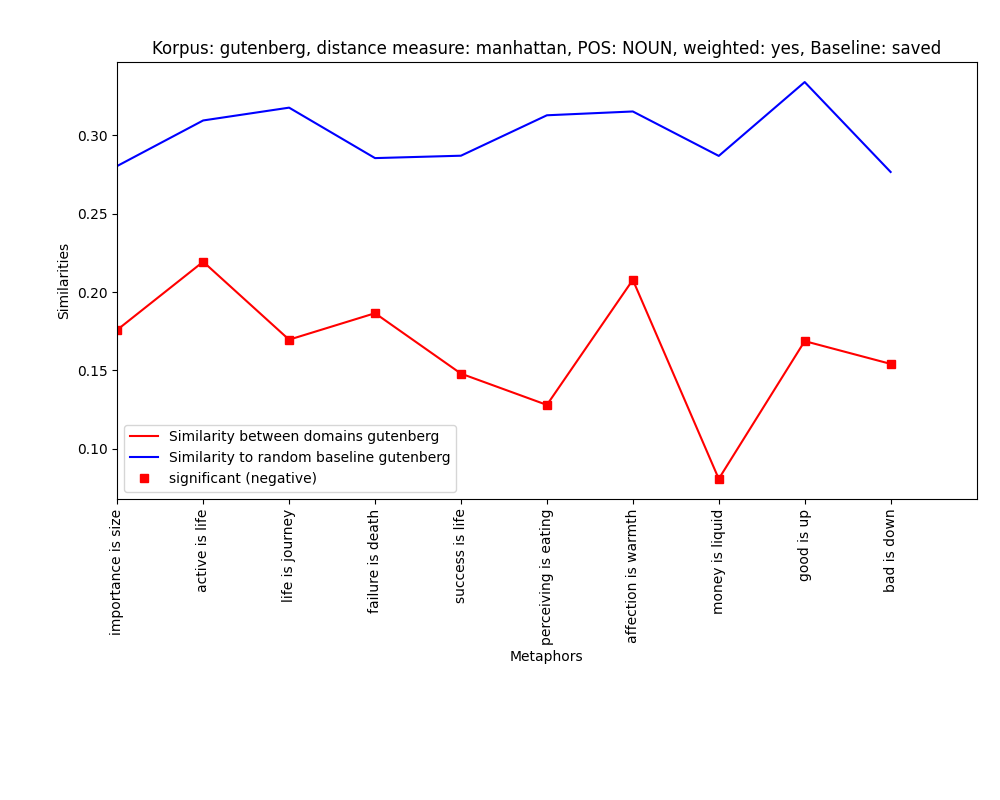 Korpus: gutenberg, distance measure: manhattan, POS: NOUN, weighted: yes, Baseline: saved
Similarities
0.30
0.25
0.20
0.15
0.10
Similarity between domains gutenberg
Similarity to random baseline gutenberg
significant (negative)
importance is size
active is life
life is journey
failure is death
success is life
perceiving is eating
affection is warmth
money is liquid
good is up
bad is down
Metaphors